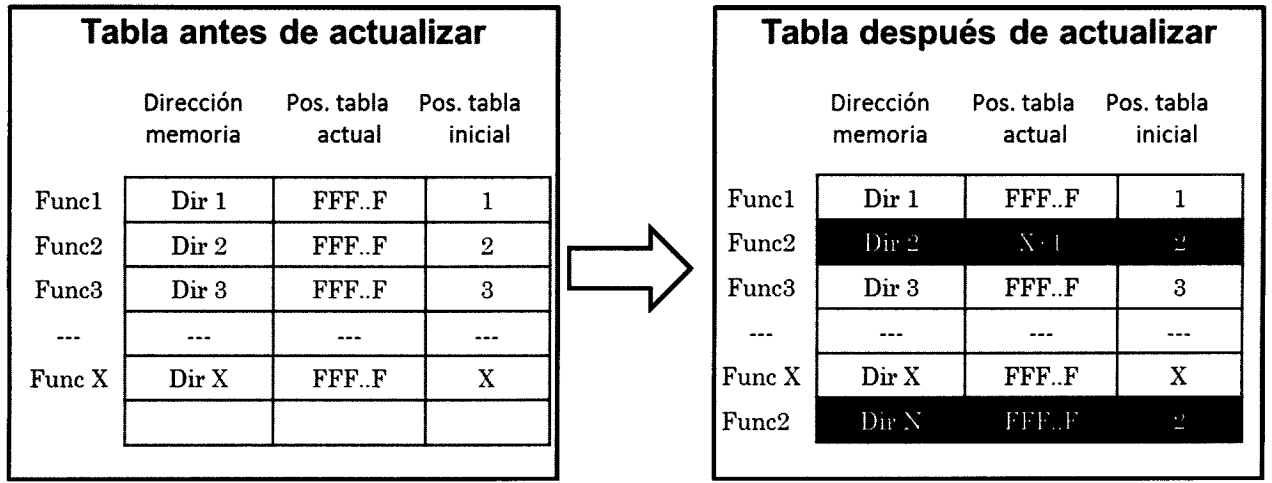 Tabla antes de actualizar
Dirección memoria Pos. tabla actual Pos. tabla inicial
Func1 Dir 1 FFF..F 1
Func2 Dir 2 FFF..F 2
Func3 Dir 3 FFF..F 3
--- --- --- ---
Func X Dir X FFF..F X
Tabla después de actualizar
Dirección memoria Pos. tabla actual Pos. tabla inicial
Func1 Dir 1 FFF..F 1
Func2 Dir 2 2
Func3 Dir 3 FFF..F 3
--- --- --- ---
Func X Dir X FFF..F X
Func2 Dir X FFF..F 2